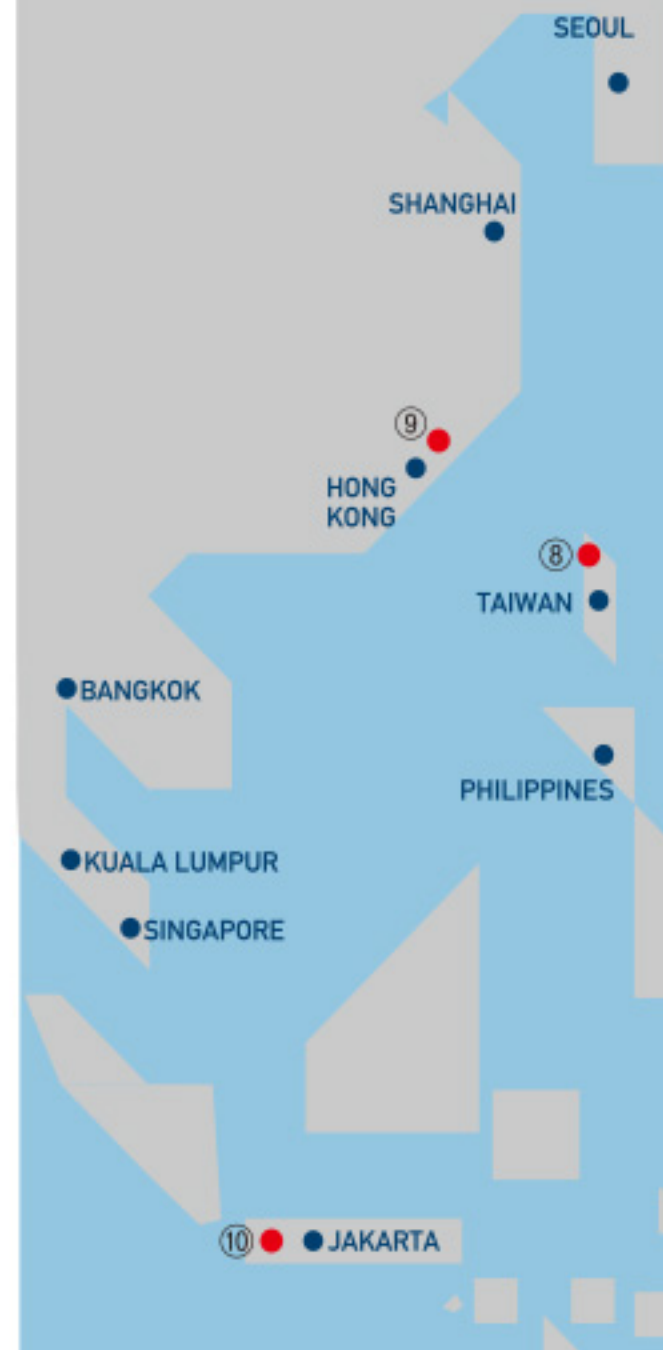 SEOUL
SHANGHAI
⑨
HONG
KONG
⑧
TAIWAN
BANGKOK
PHILIPPINES
KUALA LUMPUR
SINGAPORE
⑩
JAKARTA